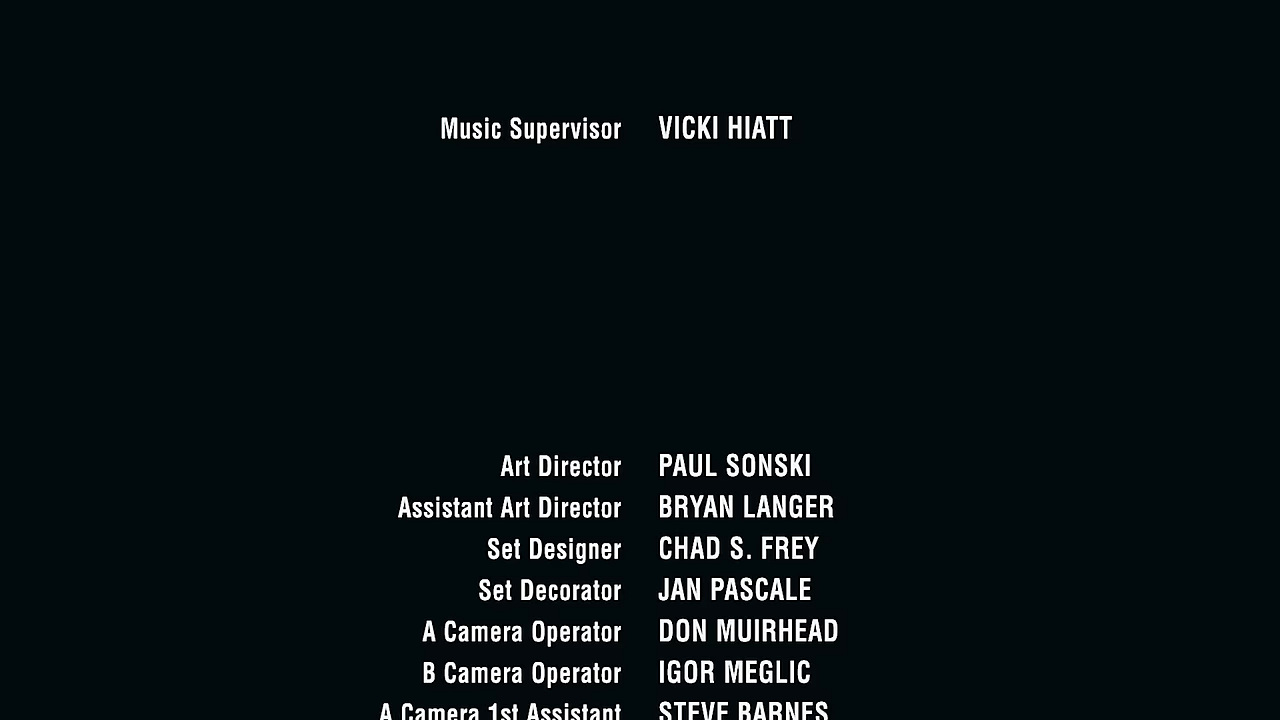 Music Supervisor VICKI HIATT
Art Director PAUL SONSKI
Assistant Art Director BRYAN LANGER
Set Designer CHAD S. FREY
Set Decorator JAN PASCALE
A Camera Operator DON MUIRHEAD
B Camera Operator IGOR MEGLIC
A Camera 1st Assistant STEVE BARNES